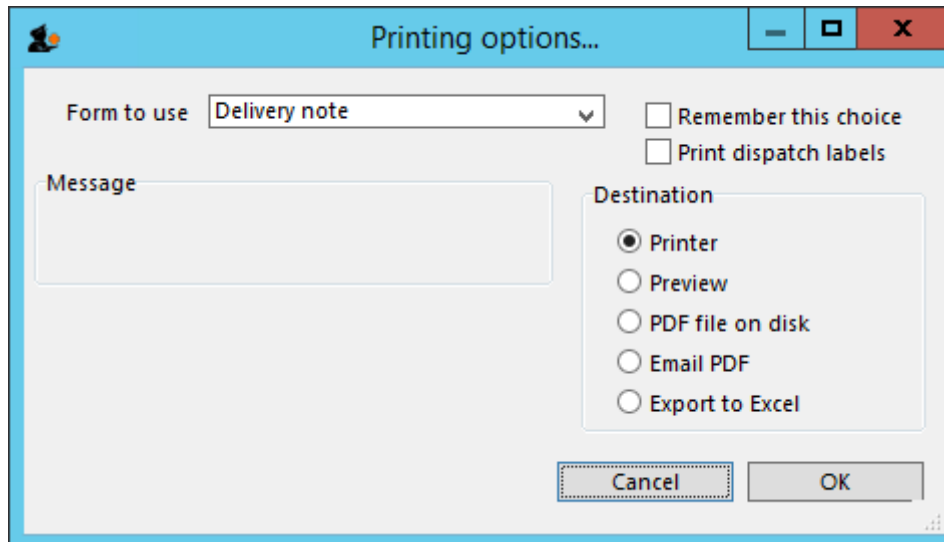 Printing options...
Form to use
Delivery note
Remember this choice
Print dispatch labels
Message
Destination
Printer
Preview
PDF file on disk
Email PDF
Export to Excel
Cancel
OK